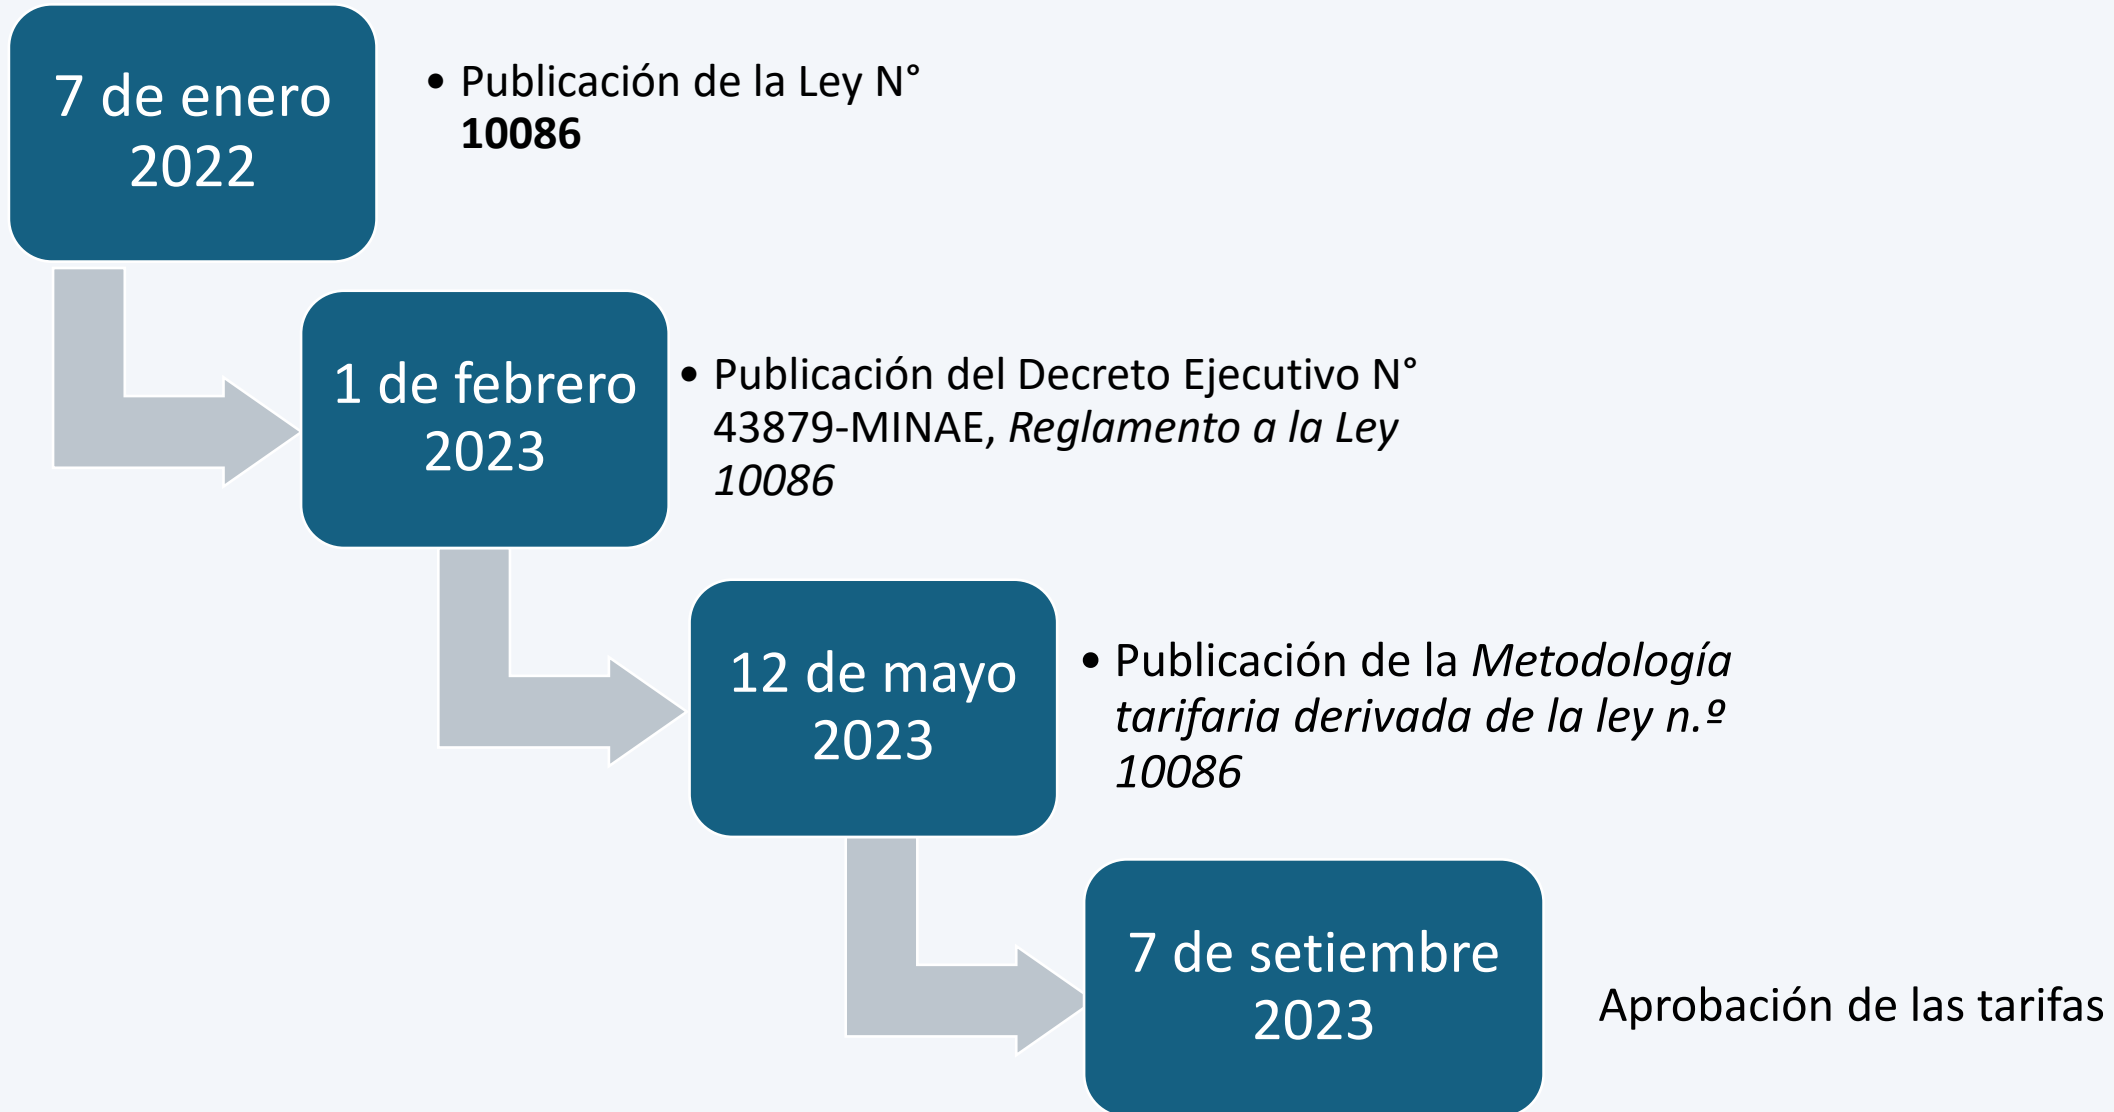 7 de enero
2022
• Publicación de la Ley N°
10086
1 de febrero
2023
• Publicación del Decreto Ejecutivo N°
43879-MINAE, Reglamento a la Ley
10086
12 de mayo
2023
• Publicación de la Metodología
tarifaria derivada de la ley n.º
10086
7 de setiembre
2023
Aprobación de las tarifas